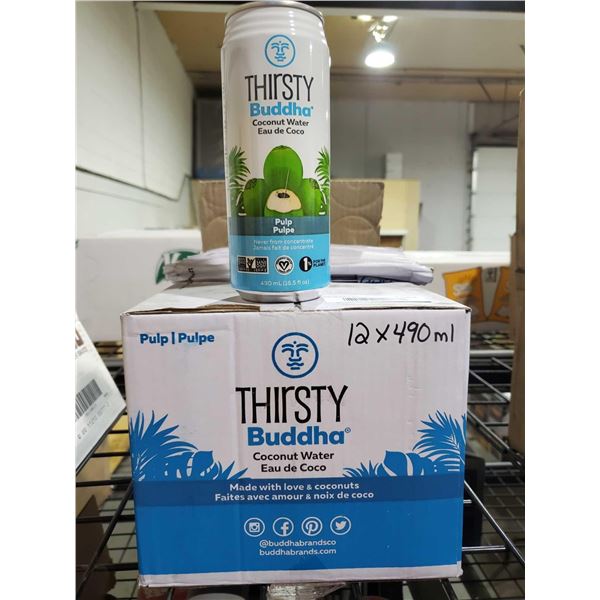 THIRSTY
Buddha®
Coconut Water
Eau de Coco
Pulp
Pulpe
Never from concentrate
Jamais fait de concentré
490 mL (16.5 fl oz)
Pulp | Pulpe
12 x 490 ml
THIRSTY
Buddha®
Coconut Water
Eau de Coco
Made with love & coconuts
Faites avec amour & noix de coco
@buddhabrandsco
buddhabrands.com